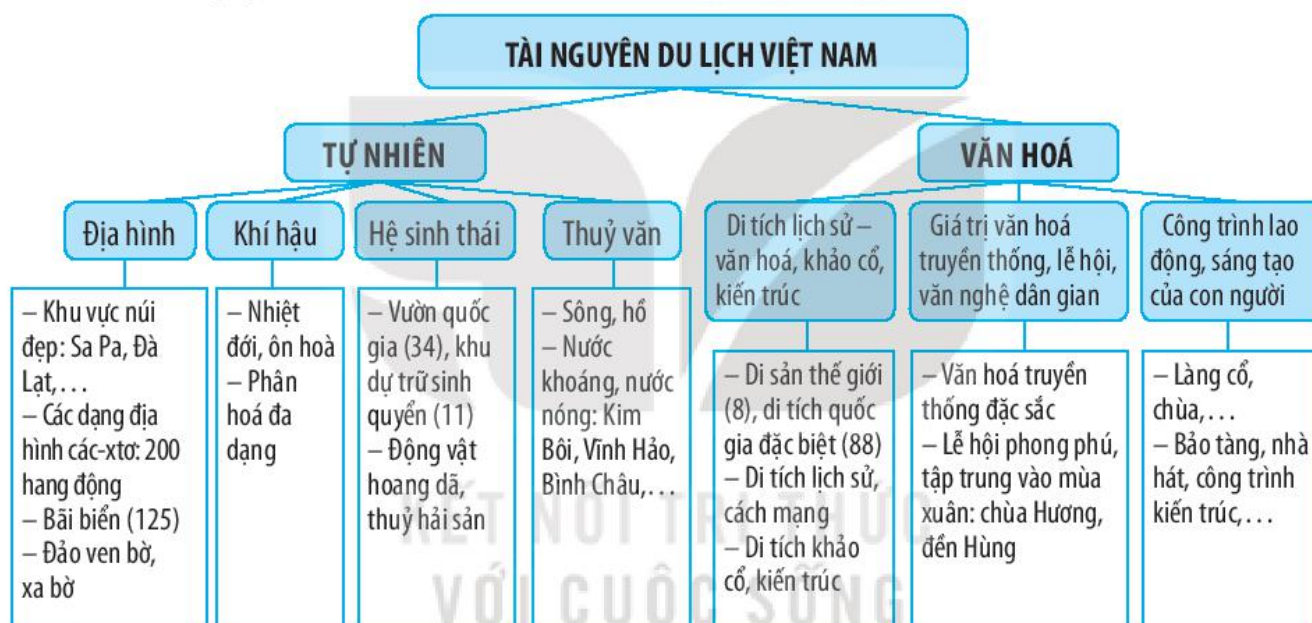 TÀI NGUYÊN DU LỊCH VIỆT NAM
TỰ NHIÊN
VĂN HOÁ
Địa hình
Khí hậu
Hệ sinh thái
Thuỷ văn
Di tích lịch sử –
văn hoá, khảo cổ,
kiến trúc
Giá trị văn hoá
truyền thống, lễ hội,
văn nghệ dân gian
Công trình lao
động, sáng tạo
của con người
– Khu vực núi
đẹp: Sa Pa, Đà
Lạt,…
– Các dạng địa
hình các-xtơ: 200
hang động
– Bãi biển (125)
– Đảo ven bờ,
xa bờ
– Nhiệt
đới, ôn hoà
– Phân
hoá đa
dạng
– Vườn quốc
gia (34), khu
dự trữ sinh
quyển (11)
– Động vật
hoang dã,
thuỷ hải sản
– Sông, hồ
– Nước
khoáng, nước
nóng: Kim
Bôi, Vĩnh Hảo,
Bình Châu,…
– Di sản thế giới
(8), di tích quốc
gia đặc biệt (88)
– Di tích lịch sử,
cách mạng
– Di tích khảo
cổ, kiến trúc
– Văn hoá truyền
thống đặc sắc
– Lễ hội phong phú,
tập trung vào mùa
xuân: chùa Hương,
đền Hùng
– Làng cổ,
chùa,…
– Bảo tàng, nhà
hát, công trình
kiến trúc,…
KẾT NỐI TRI THỨC
VỚI CUỘC SỐNG